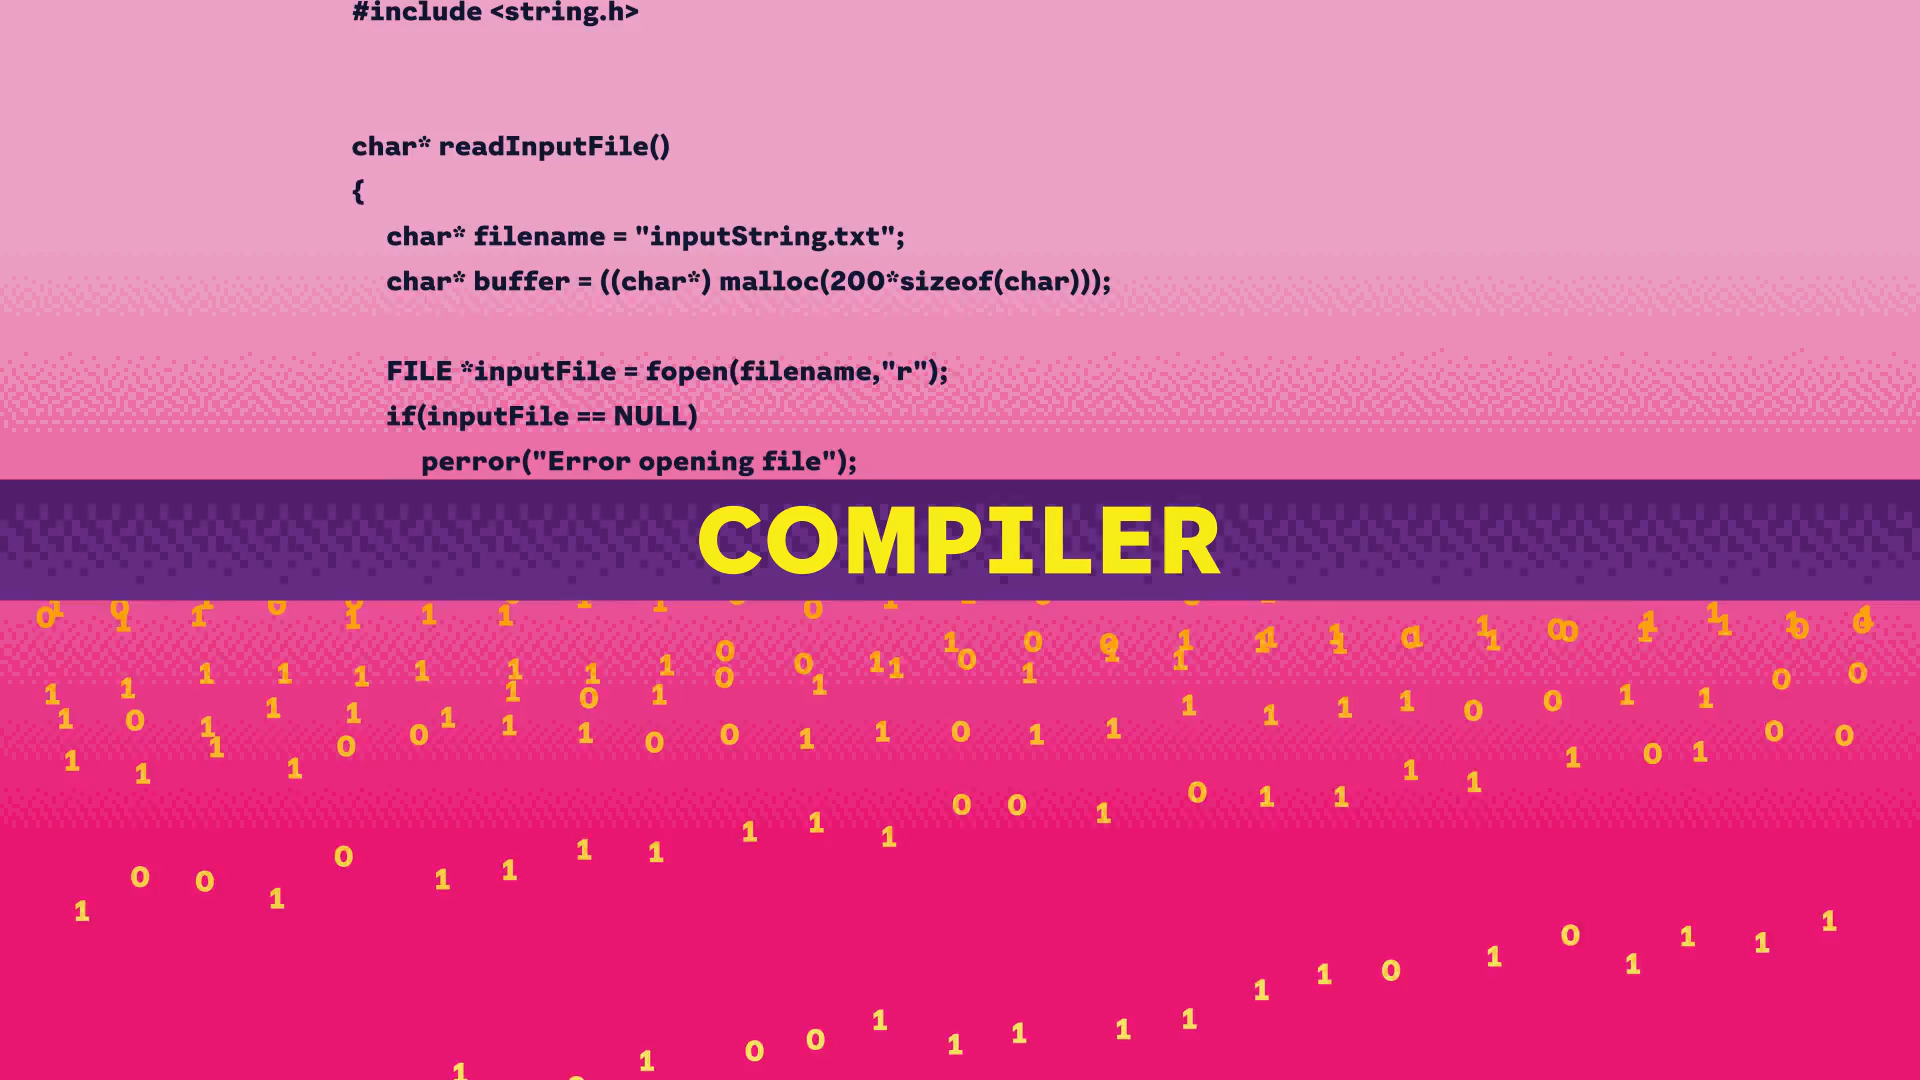 #include <string.h>
char* readInputFile()
{
char* filename = "inputString.txt";
char* buffer = ((char*) malloc(200*sizeof(char)));
FILE *inputFile = fopen(filename,"r");
if(inputFile == NULL)
perror("Error opening file");
COMPILER